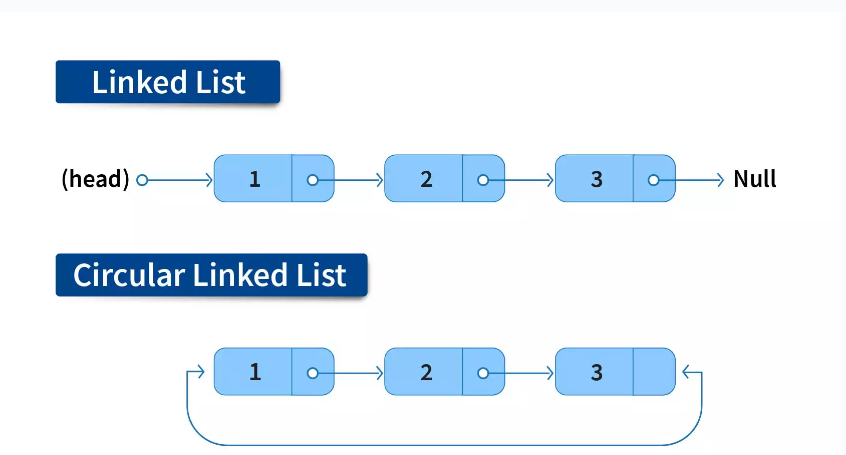 Linked List
(head) 1 2 3 Null
Circular Linked List
1 2 3